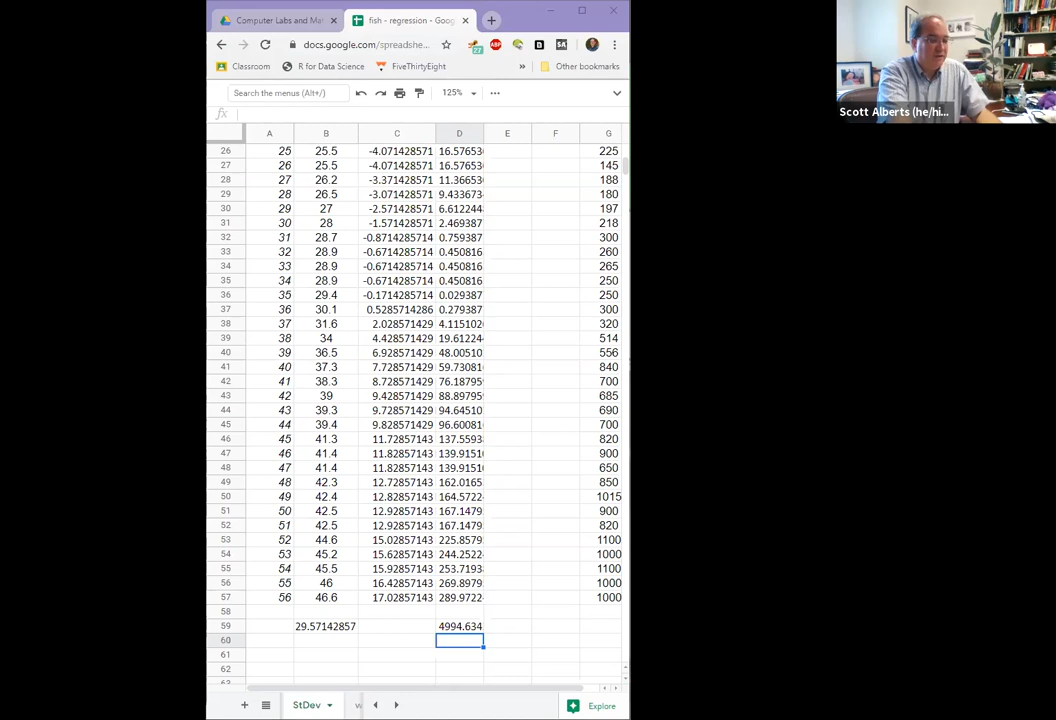 Computer Labs and Mat
fish - regression - Goog
docs.google.com/spreadshe...
27
ABP
Classroom
R for Data Science
FiveThirtyEight
»
Other bookmarks
Search the menus (Alt+/)
125%
fx
A B C D E F G
26 25 25.5 -4.071428571 16.57653 225
27 26 25.5 -4.071428571 16.57653 145
28 27 26.2 -3.371428571 11.36653 188
29 28 26.5 -3.071428571 9.433673 180
30 29 27 -2.571428571 6.612244 197
31 30 28 -1.571428571 2.469387 218
32 31 28.7 -0.8714285714 0.759387 300
33 32 28.9 -0.6714285714 0.450816 260
34 33 28.9 -0.6714285714 0.450816 265
35 34 28.9 -0.6714285714 0.450816 250
36 35 29.4 -0.1714285714 0.029387 250
37 36 30.1 0.5285714286 0.279387 300
38 37 31.6 2.028571429 4.115102 320
39 38 34 4.428571429 19.61224 514
40 39 36.5 6.928571429 48.00510 556
41 40 37.3 7.728571429 59.73081 840
42 41 38.3 8.728571429 76.18795 700
43 42 39 9.428571429 88.89795 685
44 43 39.3 9.728571429 94.64510 690
45 44 39.4 9.828571429 96.60081 700
46 45 41.3 11.72857143 137.5593 820
47 46 41.4 11.82857143 139.9151 900
48 47 41.4 11.82857143 139.9151 650
49 48 42.3 12.72857143 162.0165 850
50 49 42.4 12.82857143 164.5722 1015
51 50 42.5 12.92857143 167.1479 900
52 51 42.5 12.92857143 167.1479 820
53 52 44.6 15.02857143 225.8579 1100
54 53 45.2 15.62857143 244.2522 1000
55 54 45.5 15.92857143 253.7193 1100
56 55 46 16.42857143 269.8979 1000
57 56 46.6 17.02857143 289.9722 1000
58
59 29.57142857 4994.634
60
61
62
StDev
Explore
Scott Alberts (he/hi...